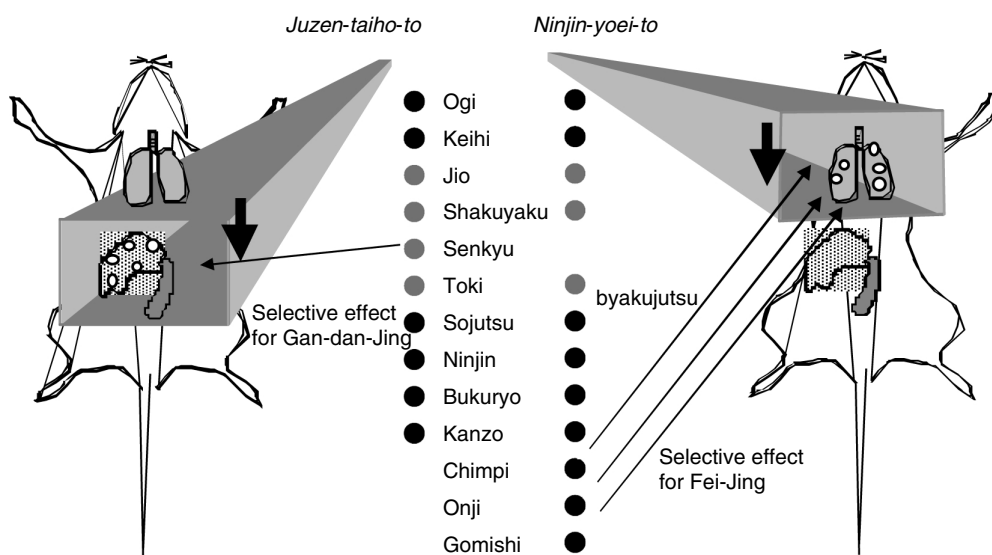 Juzen-taiho-to
Ninjin-yoei-to
Ogi
Keihi
Jio
Shakuyaku
Senkyu
Toki
byakujutsu
Selective effect
for Gan-dan-Jing
Sojutsu
Ninjin
Bukuryo
Kanzo
Chimpi
Selective effect
for Fei-Jing
Onji
Gomishi